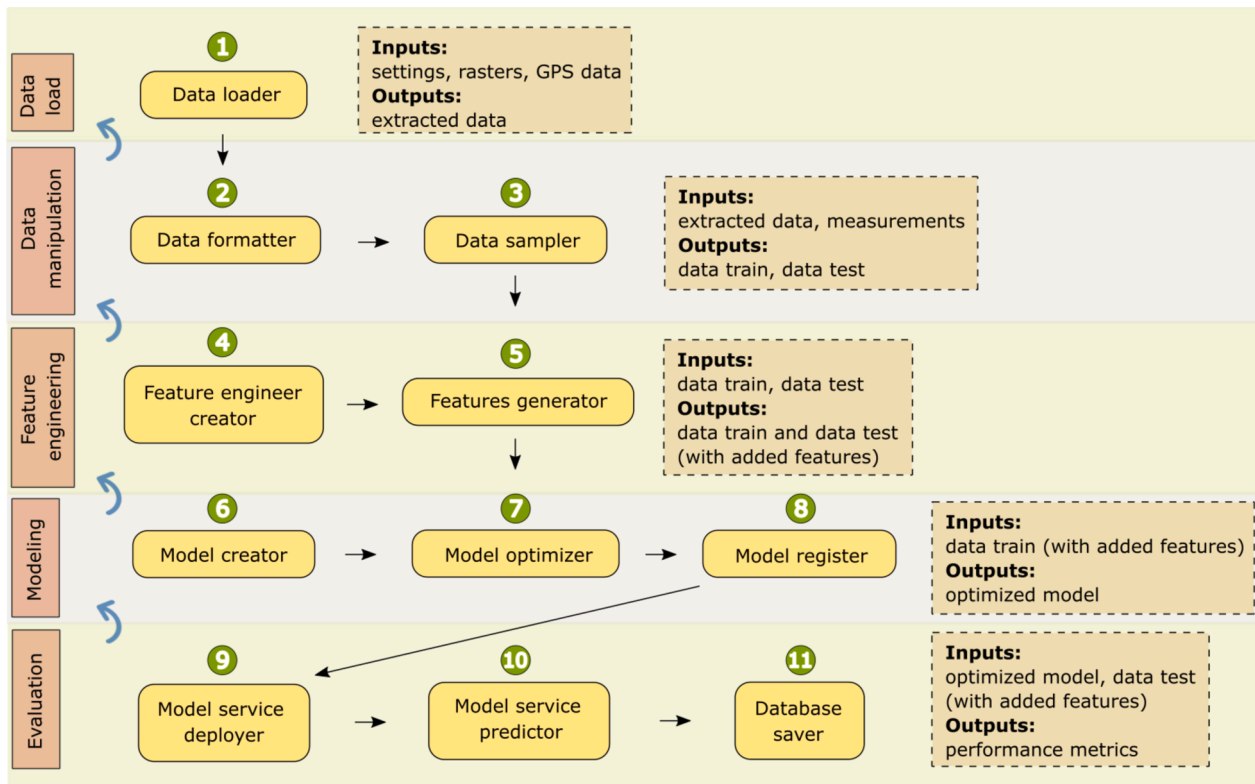 Data
load
1
Data loader
Inputs:
settings, rasters, GPS data
Outputs:
extracted data
Data
manipulation
2
Data formatter
3
Data sampler
Inputs:
extracted data, measurements
Outputs:
data train, data test
Feature
engineering
4
Feature engineer
creator
5
Features generator
Inputs:
data train, data test
Outputs:
data train and data test
(with added features)
Modeling
6
Model creator
7
Model optimizer
8
Model register
Inputs:
data train (with added features)
Outputs:
optimized model
Evaluation
9
Model service
deployer
10
Model service
predictor
11
Database
saver
Inputs:
optimized model, data test
(with added features)
Outputs:
performance metrics